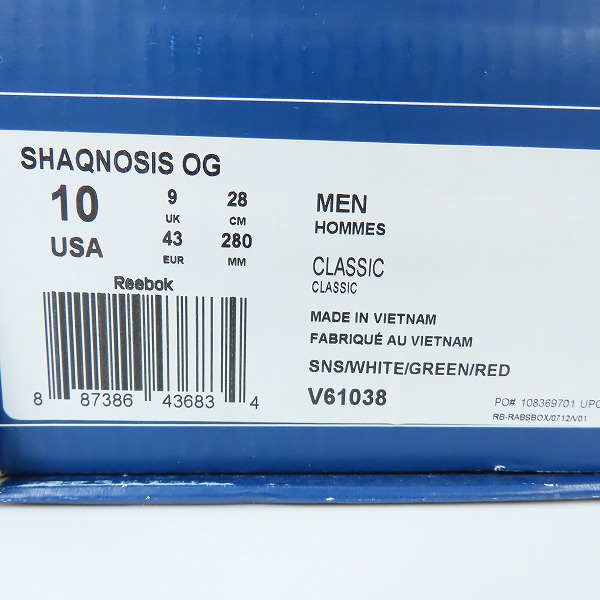 SHAQNOSIS OG
10 9 28
UK CM
USA 43 280
EUR MM
Reebok
8 87386 43683 4
MEN
HOMMES
CLASSIC
CLASSIC
MADE IN VIETNAM
FABRIQUÉ AU VIETNAM
SNS/WHITE/GREEN/RED
V61038
PO# 108369701 UPC
RB-RABSBOX/0712/V01